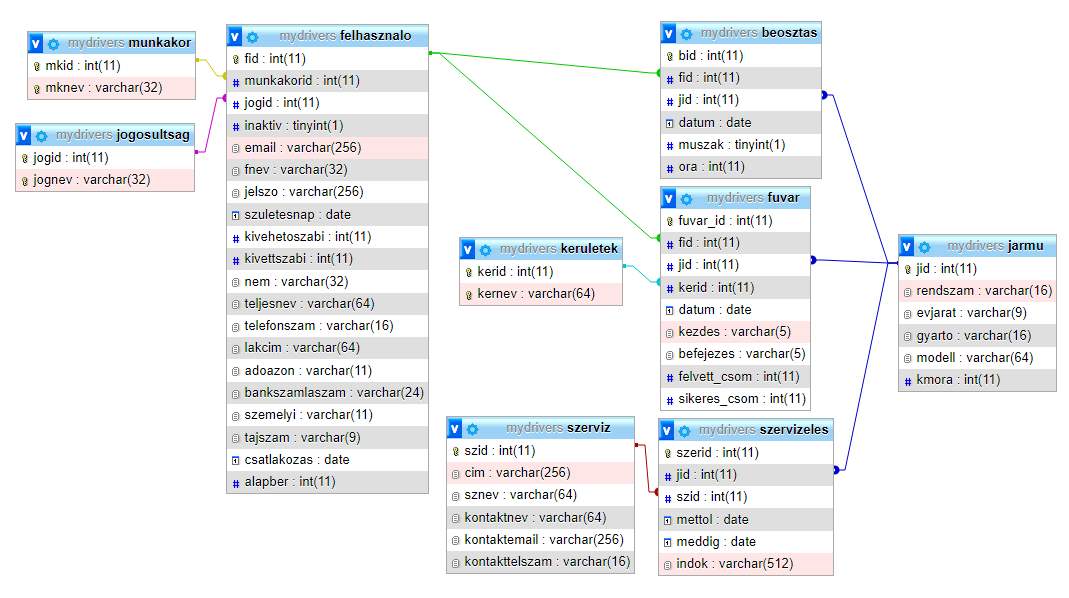 mydrivers munkakor
mkid : int(11)
mknev : varchar(32)
mydrivers jogosultsag
jogid : int(11)
jognev : varchar(32)
mydrivers felhasznalo
fid : int(11)
munkakorid : int(11)
jogid : int(11)
inaktiv : tinyint(1)
email : varchar(256)
fnev : varchar(32)
jelszo : varchar(256)
szuletesnap : date
kivehetoszabi : int(11)
kivettszabi : int(11)
nem : varchar(32)
teljesnev : varchar(64)
telefonszam : varchar(16)
lakcim : varchar(64)
adoazon : varchar(11)
bankszamlaszam : varchar(24)
szemelyi : varchar(11)
tajszam : varchar(9)
csatlakozas : date
alapber : int(11)
mydrivers keruletek
kerid : int(11)
kernev : varchar(64)
mydrivers szerviz
szid : int(11)
cim : varchar(256)
sznev : varchar(64)
kontaktnev : varchar(64)
kontaktemail : varchar(256)
kontakttelszam : varchar(16)
mydrivers beosztas
bid : int(11)
fid : int(11)
jid : int(11)
datum : date
muszak : tinyint(1)
ora : int(11)
mydrivers fuvar
fuvar_id : int(11)
fid : int(11)
jid : int(11)
kerid : int(11)
datum : date
kezdes : varchar(5)
befejezes : varchar(5)
felvett_csom : int(11)
sikeres_csom : int(11)
mydrivers szervizeles
szerid : int(11)
jid : int(11)
szid : int(11)
mettol : date
meddig : date
indok : varchar(512)
mydrivers jarmu
jid : int(11)
rendszam : varchar(16)
evjarat : varchar(9)
gyarto : varchar(16)
modell : varchar(64)
kmora : int(11)